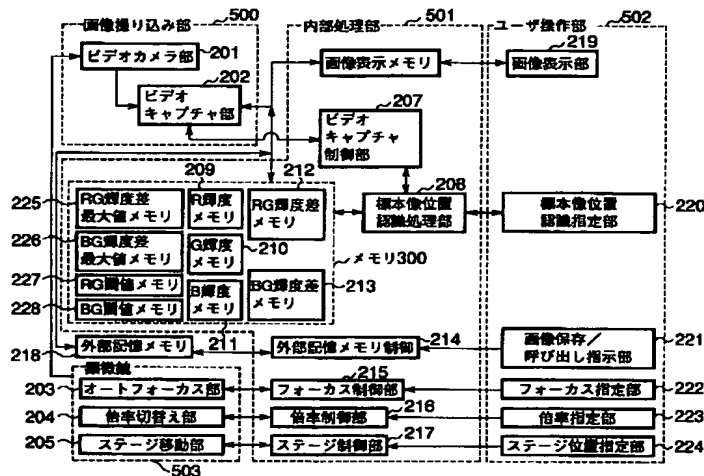 画像撮り込み部
500
内部処理部
501
ユーザ操作部
502
ビデオカメラ部
201
画像表示メモリ
219
画像表示部
202
ビデオ
キャプチャ部
207
ビデオ
キャプチャ
制御部
209
212
208
225
RG輝度差
最大値メモリ
R輝度
メモリ
RG輝度差
メモリ
標本像位置
認識処理部
標本像位置
認識指定部
220
226
BG輝度差
最大値メモリ
G輝度
メモリ
210
メモリ300
227
RG閾値メモリ
B輝度
メモリ
BG輝度差
メモリ
213
228
BG閾値メモリ
211
218
外部記憶メモリ
外部記憶メモリ制御
214
画像保存/
呼び出し指示部
221
顕微鏡
215
203
オートフォーカス部
フォーカス制御部
フォーカス指定部
222
204
倍率切替え部
倍率制御部
216
倍率指定部
223
205
ステージ移動部
ステージ制御部
217
ステージ位置指定部
224
503